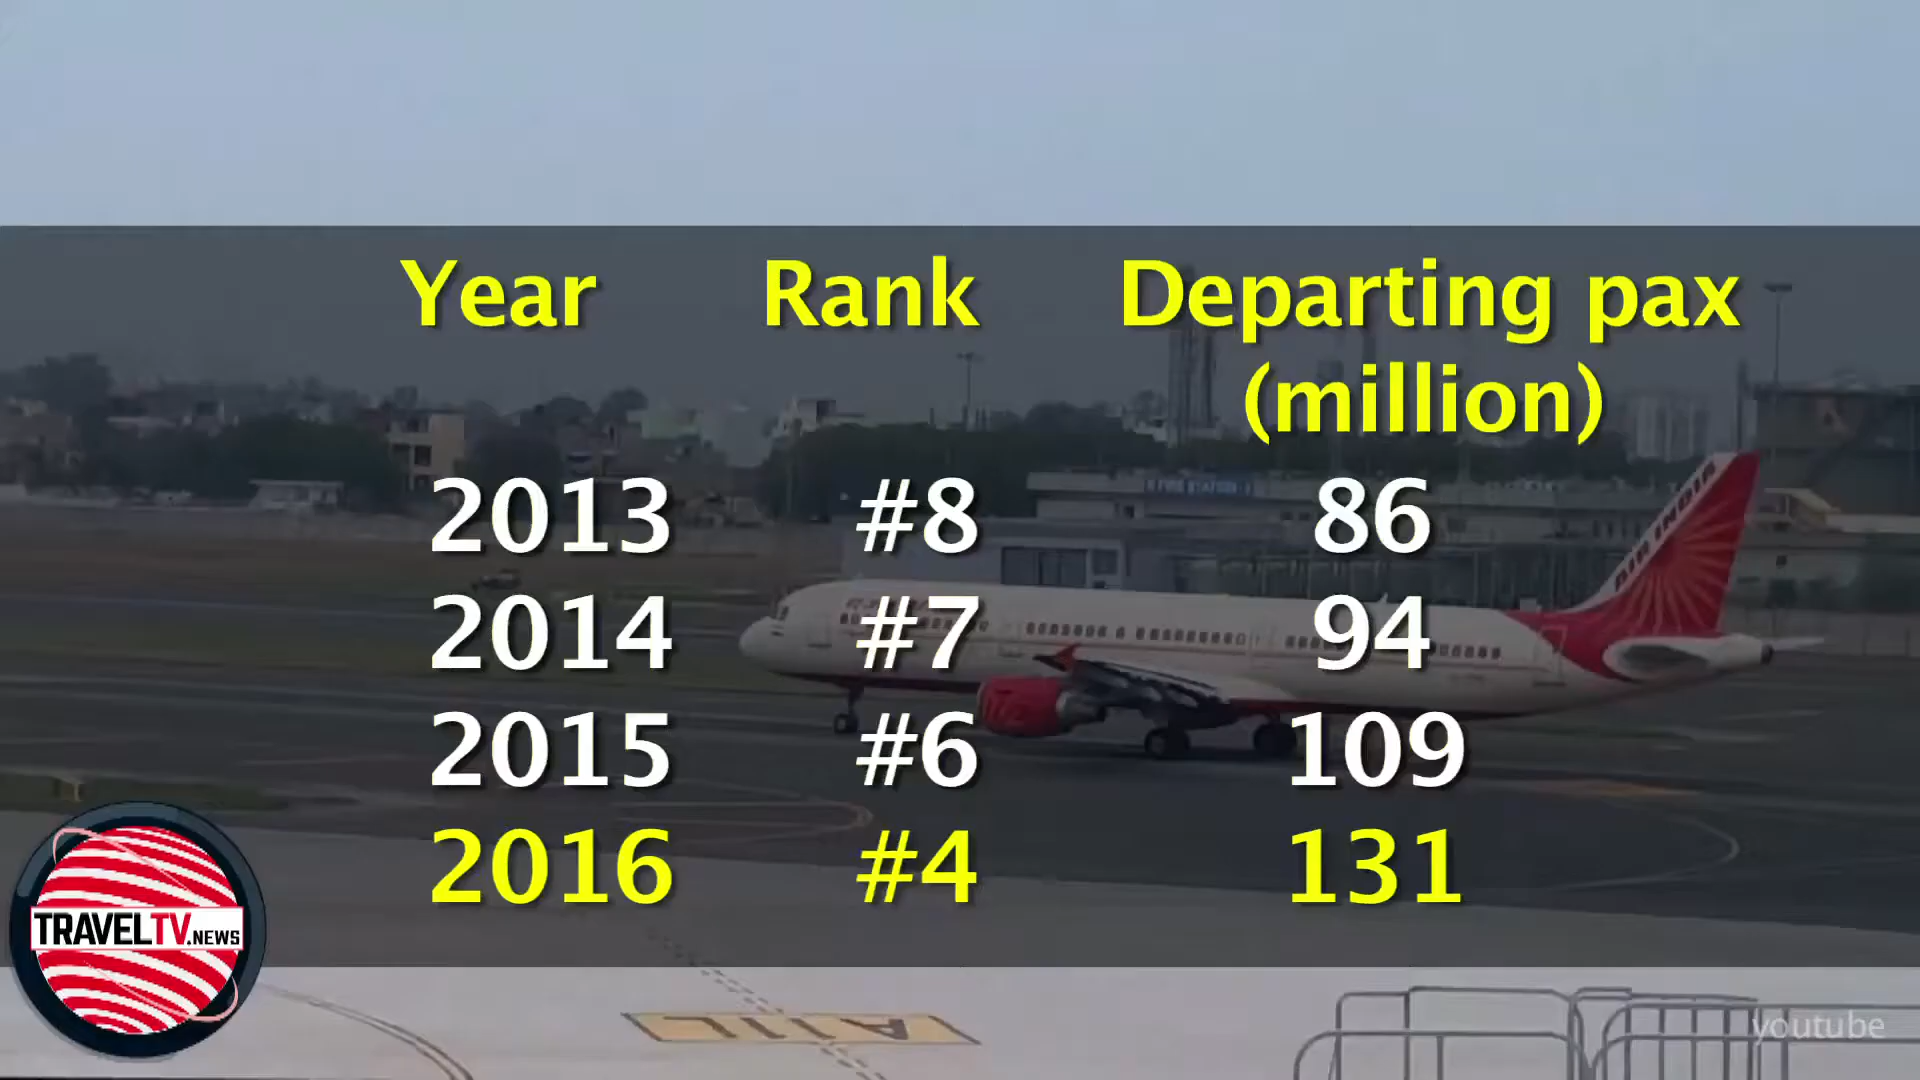 Year Rank Departing pax
(million)
2013 #8 86
2014 #7 94
2015 #6 109
2016 #4 131
AIR INDIA
TRAVELTV.NEWS
youtube